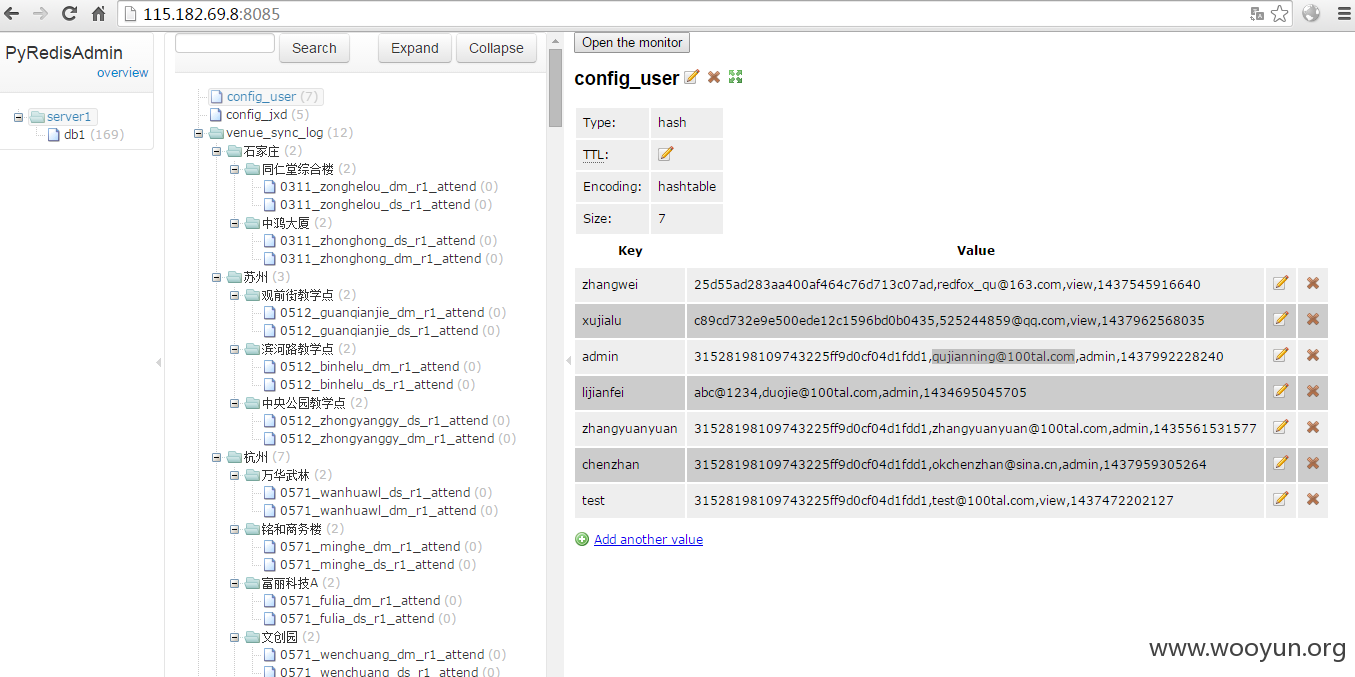 115.182.69.8:8085
PyRedisAdmin
overview
server1
db1 (169)
Search
Expand
Collapse
config_user (7)
config_jxd (5)
venue_sync_log (12)
石家庄 (2)
同仁堂综合楼 (2)
0311_zonghelou_dm_r1_attend (0)
0311_zonghelou_ds_r1_attend (0)
中鸿大厦 (2)
0311_zhonghong_ds_r1_attend (0)
0311_zhonghong_dm_r1_attend (0)
苏州 (3)
观前街教学点 (2)
0512_guanqianjie_dm_r1_attend (0)
0512_guanqianjie_ds_r1_attend (0)
滨河路教学点 (2)
0512_binhelu_dm_r1_attend (0)
0512_binhelu_ds_r1_attend (0)
中央公园教学点 (2)
0512_zhongyanggy_ds_r1_attend (0)
0512_zhongyanggy_dm_r1_attend (0)
杭州 (7)
万华武林 (2)
0571_wanhuawl_ds_r1_attend (0)
0571_wanhuawl_dm_r1_attend (0)
铭和商务楼 (2)
0571_minghe_dm_r1_attend (0)
0571_minghe_ds_r1_attend (0)
富丽科技A (2)
0571_fulia_dm_r1_attend (0)
0571_fulia_ds_r1_attend (0)
文创园 (2)
0571_wenchuang_dm_r1_attend (0)
0571_wenchuang_ds_r1_attend (0)
Open the monitor
config_user
Type: hash
TTL:
Encoding: hashtable
Size: 7
Key Value
zhangwei 25d55ad283aa400af464c76d713c07ad,redfox_qu@163.com,view,1437545916640
xujialu c89cd732e9e500ede12c1596bd0b0435,525244859@qq.com,view,1437962568035
admin 31528198109743225ff9d0cf04d1fdd1,qujianning@100tal.com,admin,1437992228240
lijianfei abc@1234,duojie@100tal.com,admin,1434695045705
zhangyuanyuan 31528198109743225ff9d0cf04d1fdd1,zhangyuanyuan@100tal.com,admin,1435561531577
chenzhan 31528198109743225ff9d0cf04d1fdd1,okchenzhan@sina.cn,admin,1437959305264
test 31528198109743225ff9d0cf04d1fdd1,test@100tal.com,view,1437472202127
Add another value
www.wooyun.org